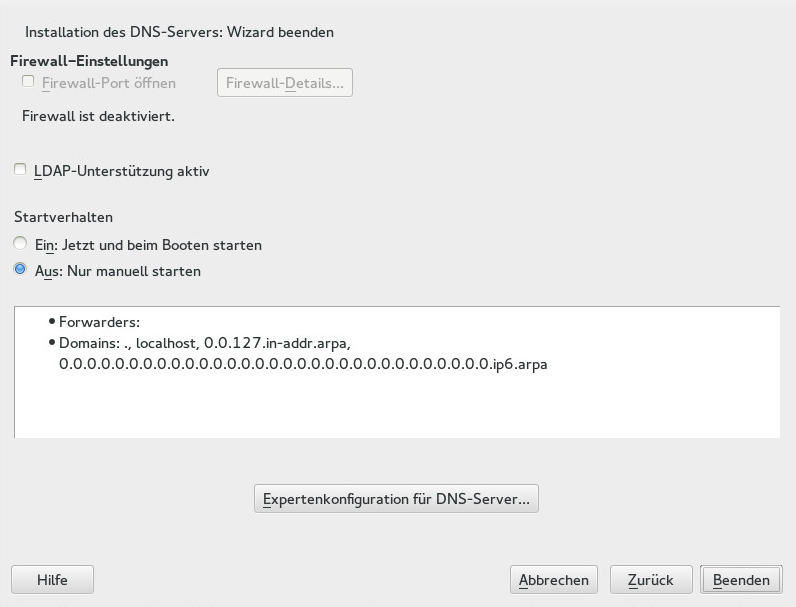 Installation des DNS-Servers: Wizard beenden
Firewall-Einstellungen
Firewall-Port öffnen
Firewall-Details...
Firewall ist deaktiviert.
LDAP-Unterstützung aktiv
Startverhalten
Ein: Jetzt und beim Booten starten
Aus: Nur manuell starten
• Forwarders:
• Domains: ., localhost, 0.0.127.in-addr.arpa,
0.0.0.0.0.0.0.0.0.0.0.0.0.0.0.0.0.0.0.0.0.0.0.0.0.0.0.0.0.0.0.ip6.arpa
Expertenkonfiguration für DNS-Server...
Hilfe
Abbrechen
Zurück
Beenden